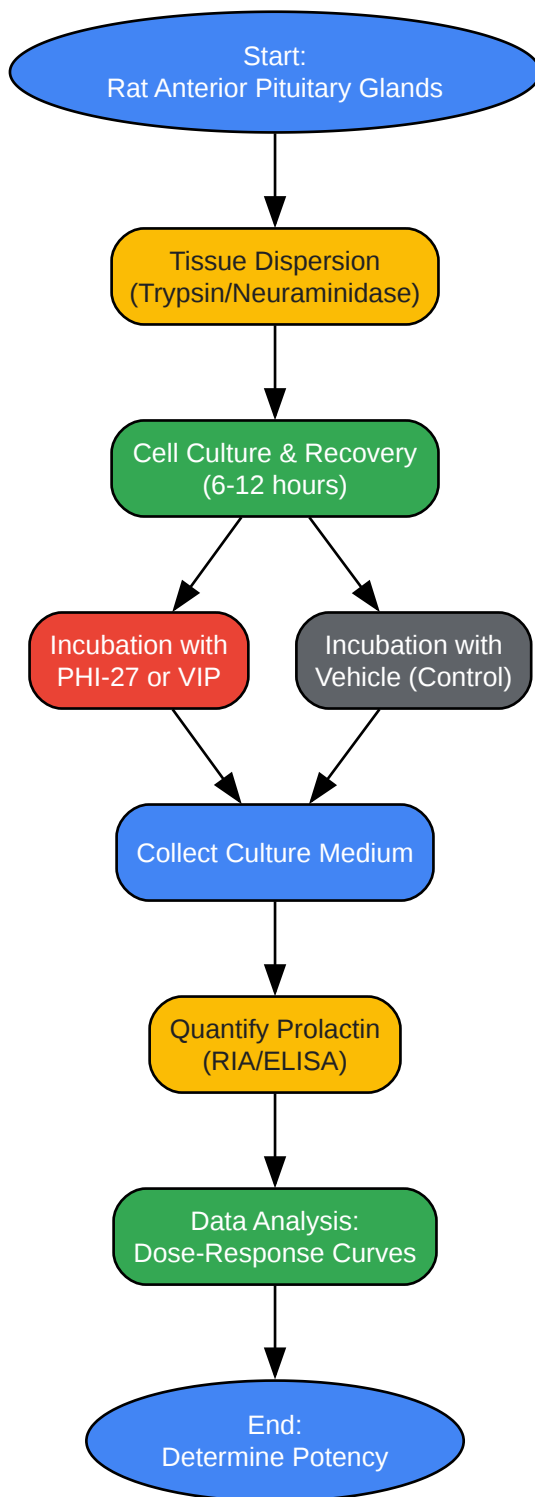 Start:
Rat Anterior Pituitary Glands
Tissue Dispersion
(Trypsin/Neuraminidase)
Cell Culture & Recovery
(6-12 hours)
Incubation with
PHI-27 or VIP
Incubation with
Vehicle (Control)
Collect Culture Medium
Quantify Prolactin
(RIA/ELISA)
Data Analysis:
Dose-Response Curves
End:
Determine Potency